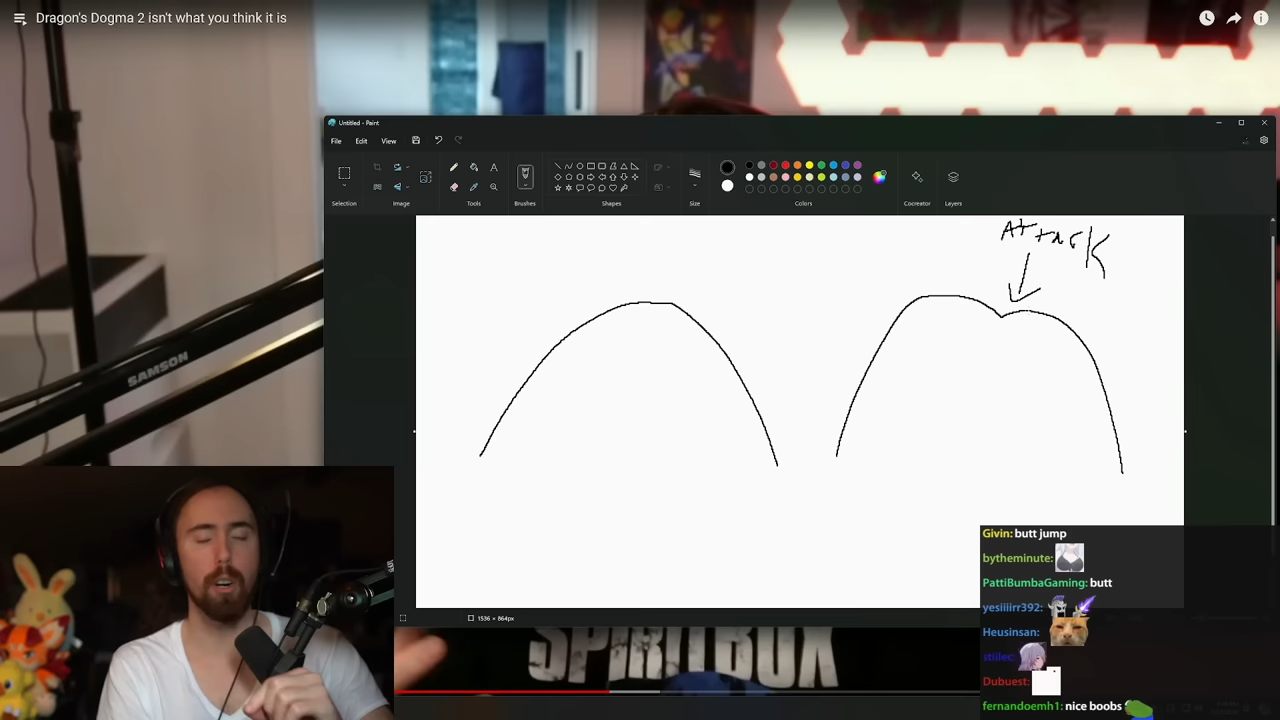 Dragon's Dogma 2 isn't what you think it is
Untitled - Paint
File Edit View
Selection Image Tools Brushes Shapes Size Colors Cocreator Layers
Attack
SAMSON
Givin: butt jump
bytheminute:
PattiBumbaGaming: butt
yesiiiirr392:
Heusinsan:
stiilec:
Dubuest:
fernandoemh1: nice boobs
1536 × 864px
SPIRITBOX